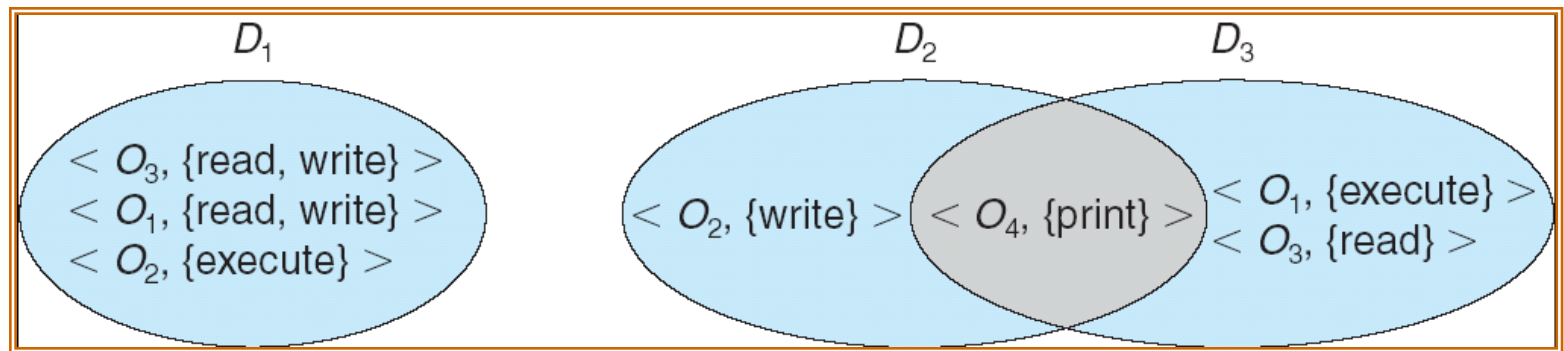 D₁
D₂
D₃
< O₃, {read, write} >
< O₁, {read, write} >
< O₂, {execute} >
< O₂, {write} >
< O₄, {print} >
< O₁, {execute} >
< O₃, {read} >